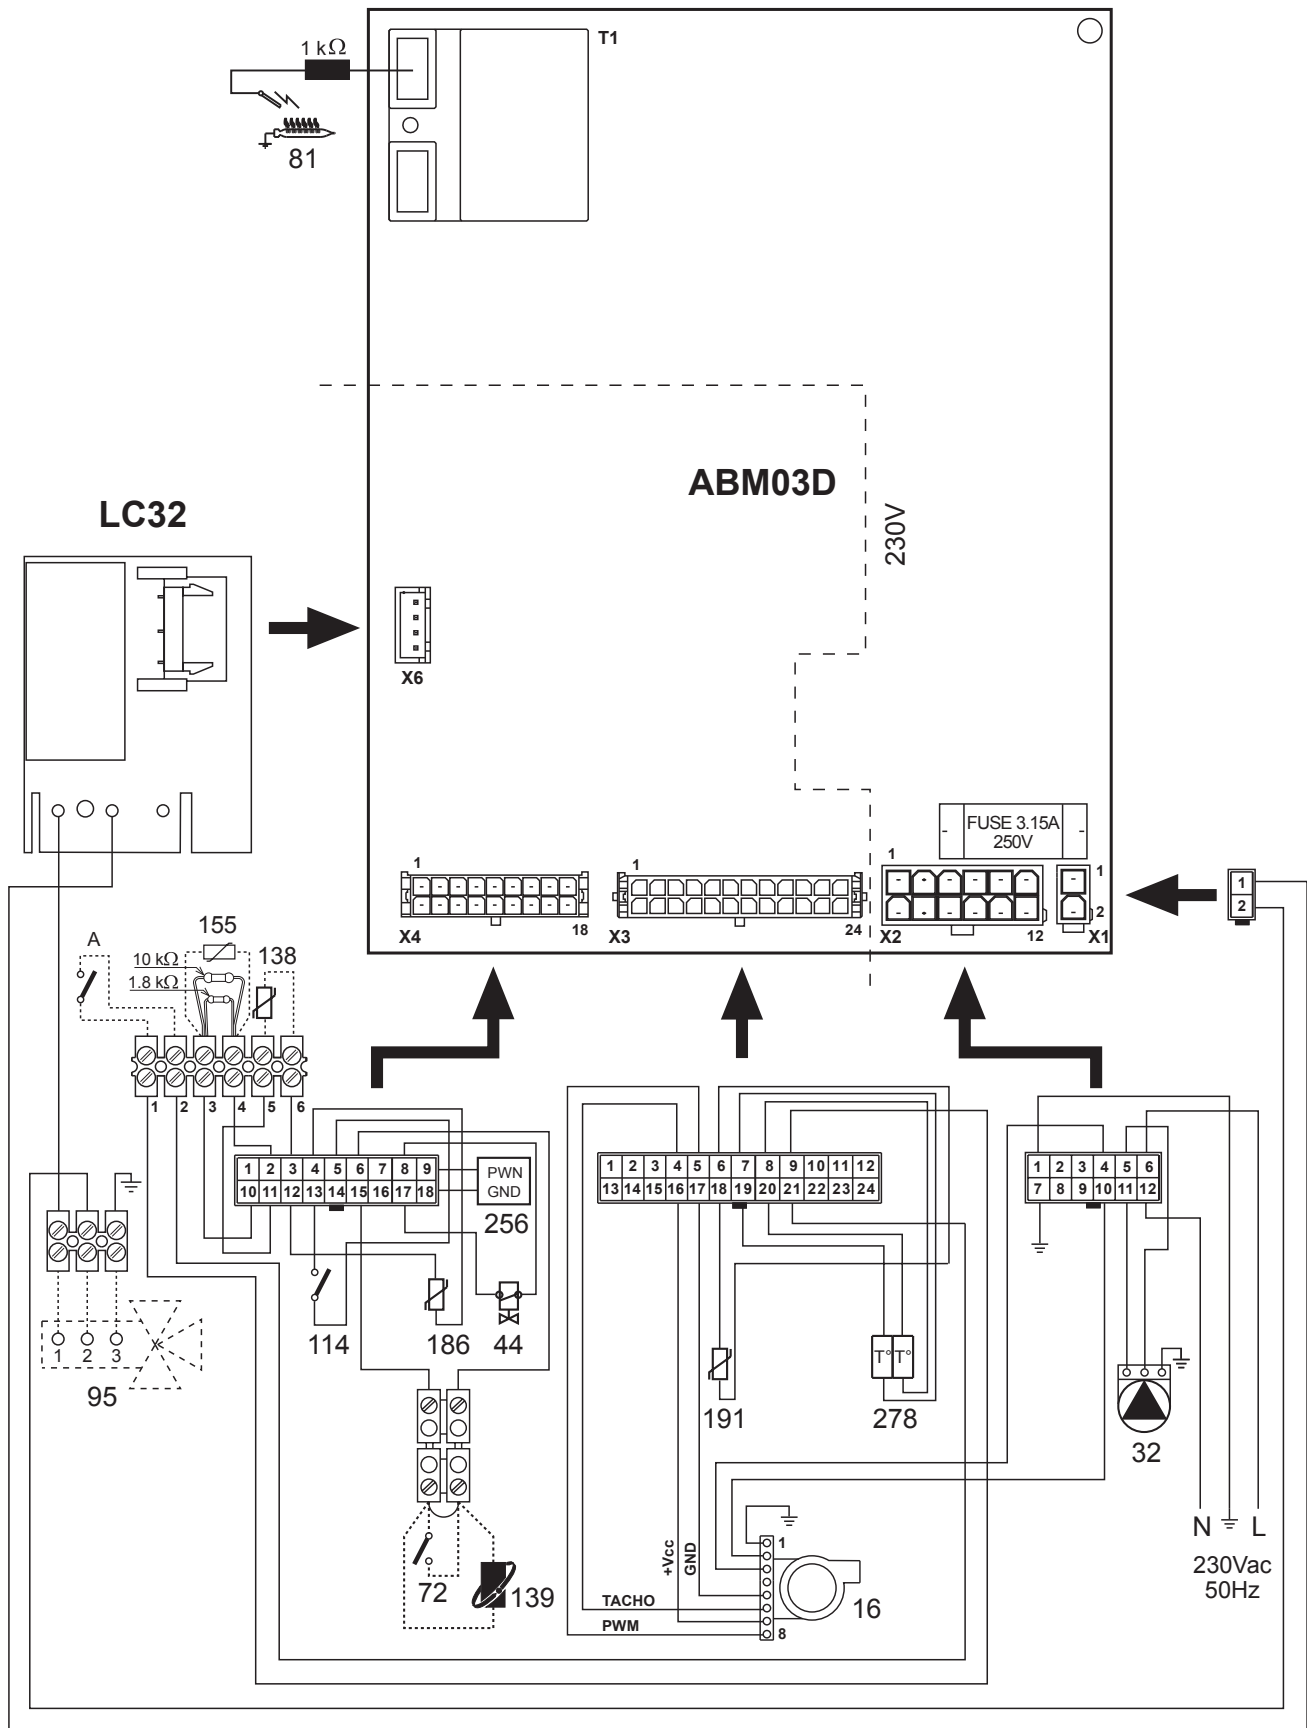 T1
1 kΩ
81
ABM03D
230V
LC32
X6
FUSE 3.15A
250V
1
1
1
1
2
X4
18
X3
24
X2
12
X1
1
2
155
A
138
10 kΩ
1.8 kΩ
1 2 3 4 5 6
1 2 3 4 5 6 7 8 9
10 11 12 13 14 15 16 17 18
PWN
GND
256
1 2 3 4 5 6 7 8 9 10 11 12
13 14 15 16 17 18 19 20 21 22 23 24
1 2 3 4 5 6
7 8 9 10 11 12
114
186
44
1 2 3
95
T° T°
191
278
32
N L
230Vac
50Hz
72
139
+Vcc
GND
TACHO
PWM
1
8
16